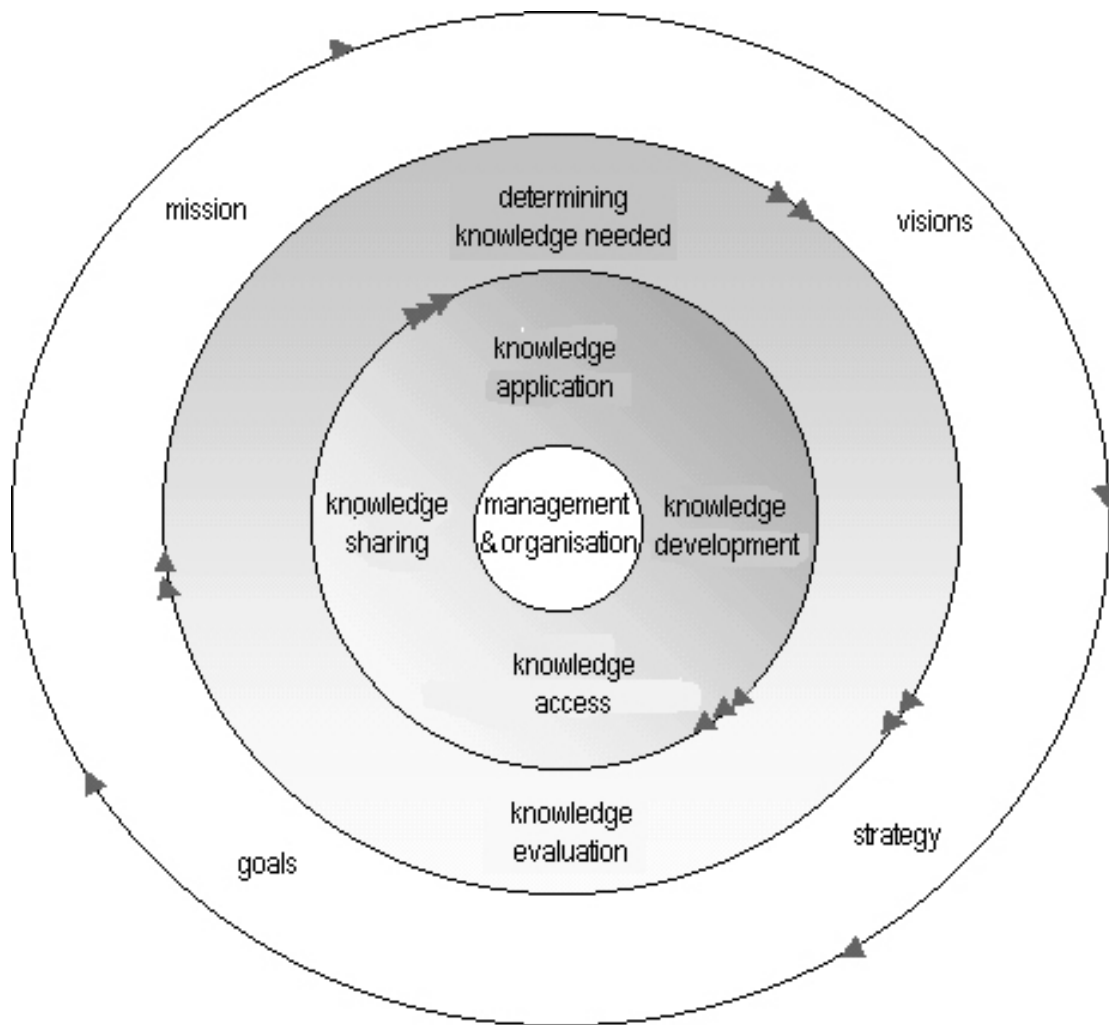 mission
determining
knowledge needed
visions
knowledge
application
knowledge
sharing
management
& organisation
knowledge
development
knowledge
access
knowledge
evaluation
strategy
goals